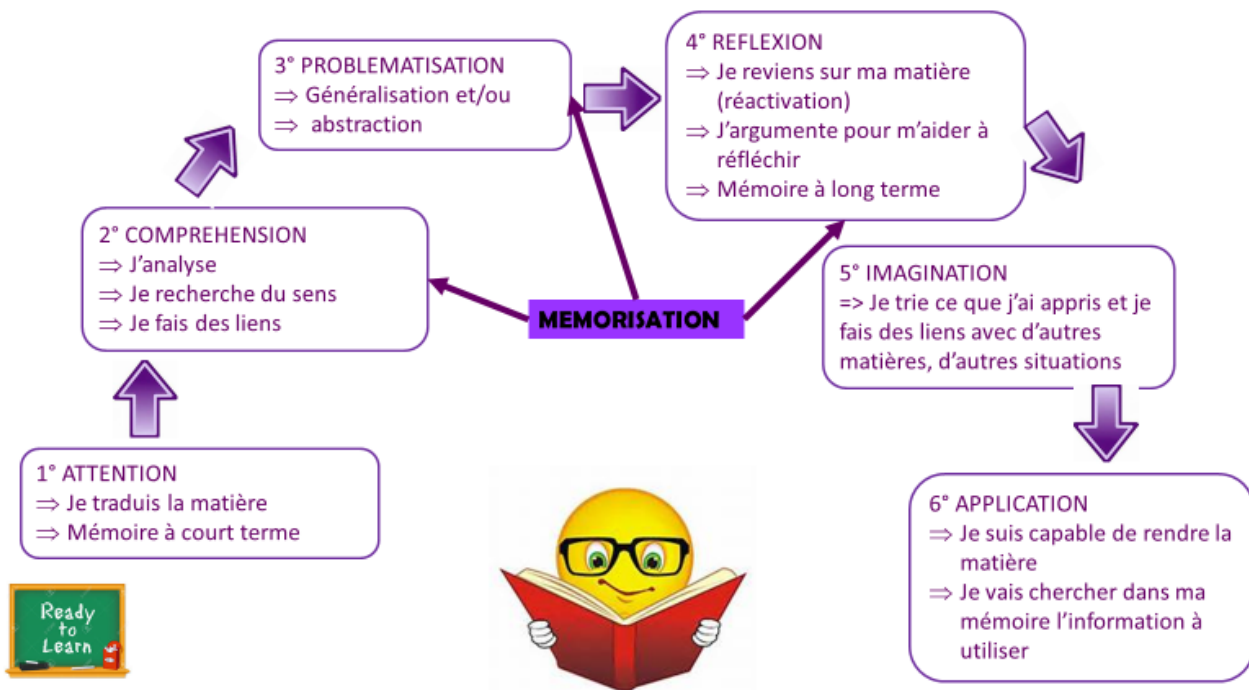 1° ATTENTION
⇒ Je traduis la matière
⇒ Mémoire à court terme
2° COMPREHENSION
⇒ J'analyse
⇒ Je recherche du sens
⇒ Je fais des liens
3° PROBLEMATISATION
⇒ Généralisation et/ou
⇒ abstraction
4° REFLEXION
⇒ Je reviens sur ma matière
(réactivation)
⇒ J'argumente pour m'aider à
réfléchir
⇒ Mémoire à long terme
MEMORISATION
5° IMAGINATION
=> Je trie ce que j'ai appris et je
fais des liens avec d'autres
matières, d'autres situations
6° APPLICATION
⇒ Je suis capable de rendre la
matière
⇒ Je vais chercher dans ma
mémoire l'information à
utiliser
Ready
to
Learn